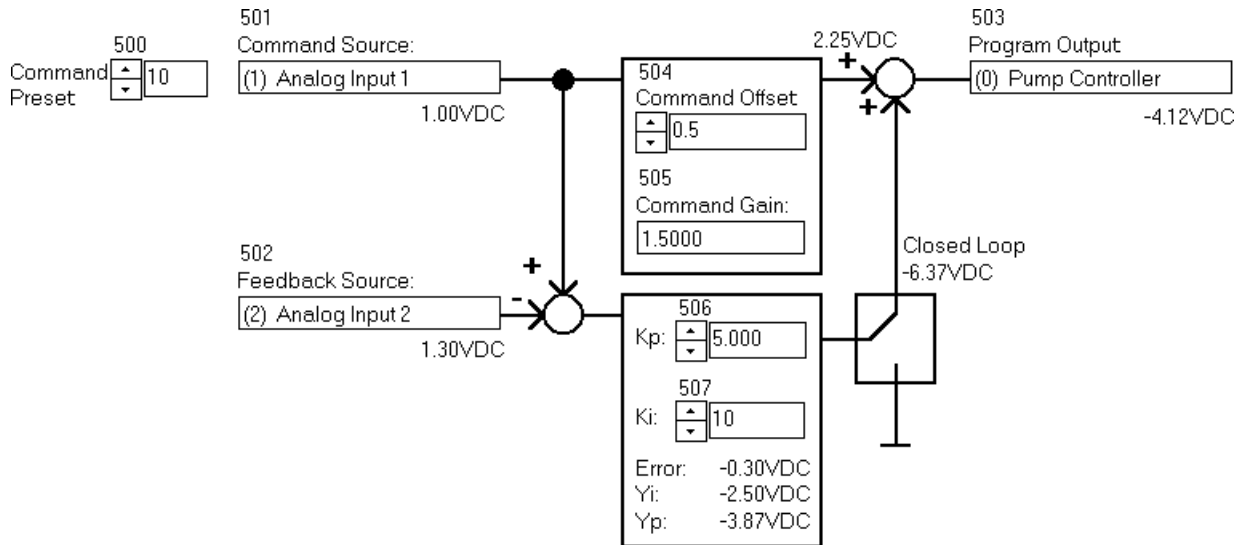 500
Command
Preset
10
501
Command Source:
(1) Analog Input 1
1.00VDC
502
Feedback Source:
(2) Analog Input 2
1.30VDC
+
-
504
Command Offset
0.5
505
Command Gain:
1.5000
506
Kp:
5.000
507
Ki:
10
Error: -0.30VDC
Yi: -2.50VDC
Yp: -3.87VDC
2.25VDC
+
+
Closed Loop
-6.37VDC
503
Program Output
(0) Pump Controller
-4.12VDC